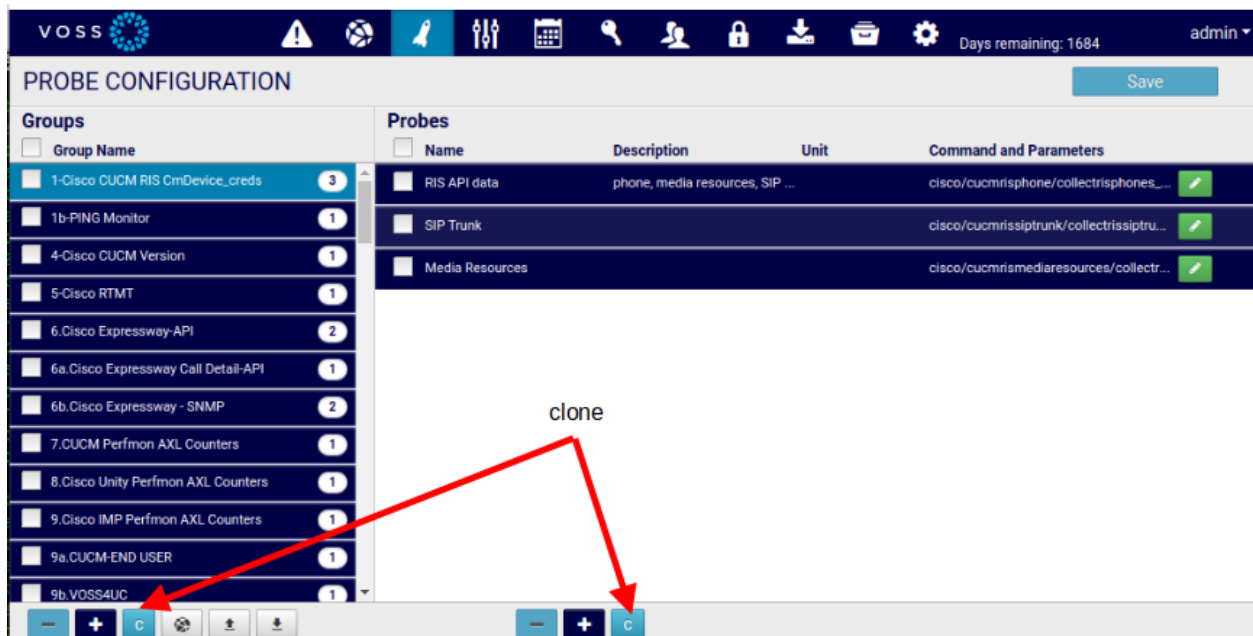 VOSS
Days remaining: 1684
admin
PROBE CONFIGURATION
Save
Groups
Group Name
1-Cisco CUCM RIS CmDevice_creds 3
1b-PING Monitor 1
4-Cisco CUCM Version 1
5-Cisco RTMT 1
6.Cisco Expressway-API 2
6a.Cisco Expressway Call Detail-API 1
6b.Cisco Expressway - SNMP 2
7.CUCM Perfmon AXL Counters 1
8.Cisco Unity Perfmon AXL Counters 1
9.Cisco IMP Perfmon AXL Counters 1
9a.CUCM-END USER 1
9b.VOSS4UC 1
C
Probes
Name Description Unit Command and Parameters
RIS API data phone, media resources, SIP ... cisco/cucmrisphone/collectrisphones_...
SIP Trunk cisco/cucmrissiptrunk/collectrissiptru...
Media Resources cisco/cucmrismediaresources/collectr...
clone
C